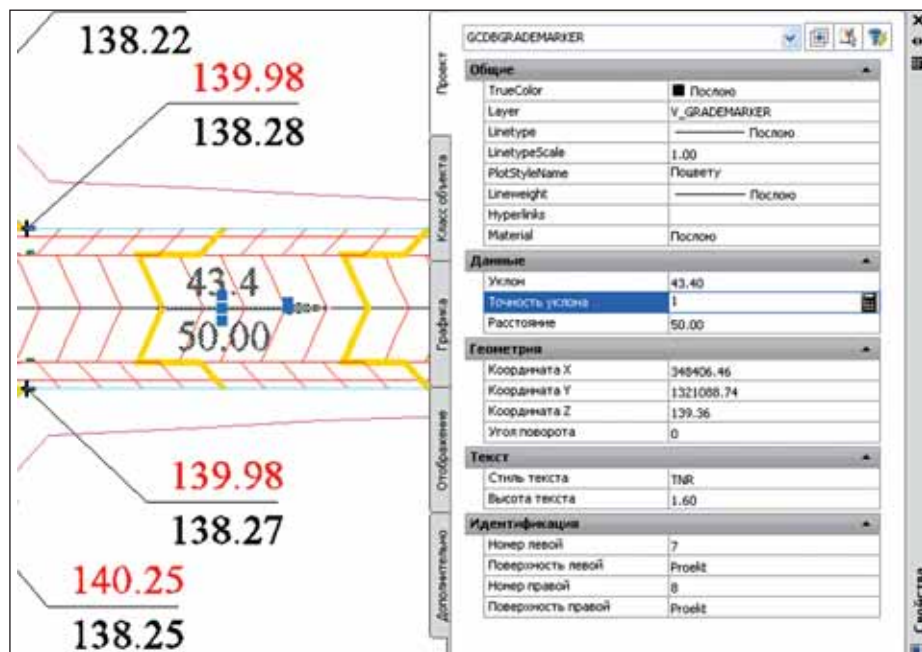 138.22
139.98
138.28
43.4
50.00
139.98
138.27
140.25
138.25
Проект
Класс объекта
Графика
Отображение
Дополнительно
GCDBGRADEMARKER
Общие
TrueColor Послою
Layer V_GRADEMARKER
Linetype Послою
LinetypeScale 1.00
PlotStyleName Поцвету
Lineweight Послою
Hyperlinks
Material Послою
Данные
Уклон 43.40
Точность уклона 1
Расстояние 50.00
Геометрия
Координата X 348406.46
Координата Y 1321088.74
Координата Z 139.36
Угол поворота 0
Текст
Стиль текста TNR
Высота текста 1.60
Идентификация
Номер левой 7
Поверхность левой Proekt
Номер правой 8
Поверхность правой Proekt
Свойства